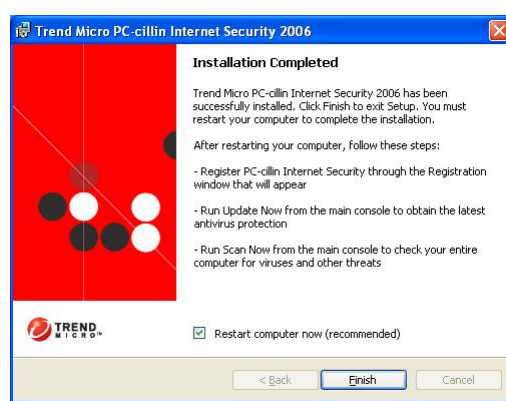 Trend Micro PC-cillin Internet Security 2006
Installation Completed
Trend Micro PC-cillin Internet Security 2006 has been
successfully installed. Click Finish to exit Setup. You must
restart your computer to complete the installation.
After restarting your computer, follow these steps:
- Register PC-cillin Internet Security through the Registration
window that will appear
- Run Update Now from the main console to obtain the latest
antivirus protection
- Run Scan Now from the main console to check your entire
computer for viruses and other threats
TREND
MICRO™
Restart computer now (recommended)
< Back
Finish
Cancel